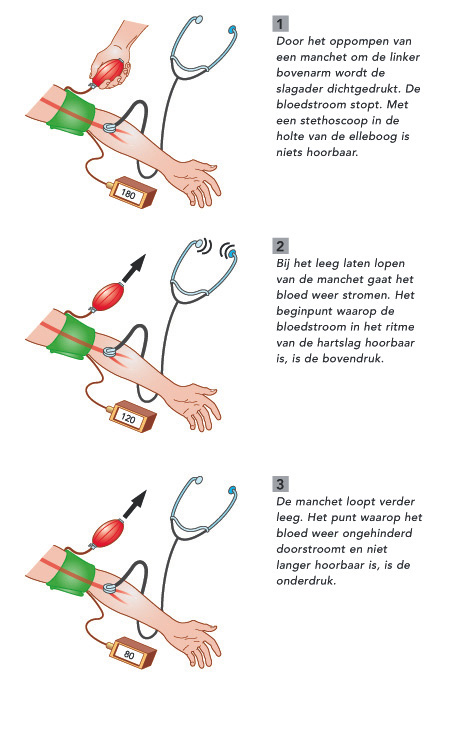 1
Door het oppompen van
een manchet om de linker
bovenarm wordt de
slagader dichtgedrukt. De
bloedstroom stopt. Met
een stethoscoop in de
holte van de elleboog is
niets hoorbaar.
180
2
Bij het leeg laten lopen
van de manchet gaat het
bloed weer stromen. Het
beginpunt waarop de
bloedstroom in het ritme
van de hartslag hoorbaar
is, is de bovendruk.
120
3
De manchet loopt verder
leeg. Het punt waarop het
bloed weer ongehinderd
doorstroomt en niet
langer hoorbaar is, is de
onderdruk.
80